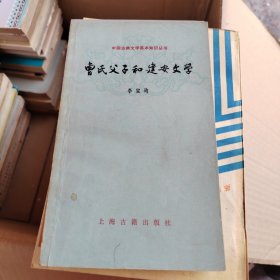 中国古典文学基本知识丛书
曹氏父子和建安文学
李宝均
上海古籍出版社